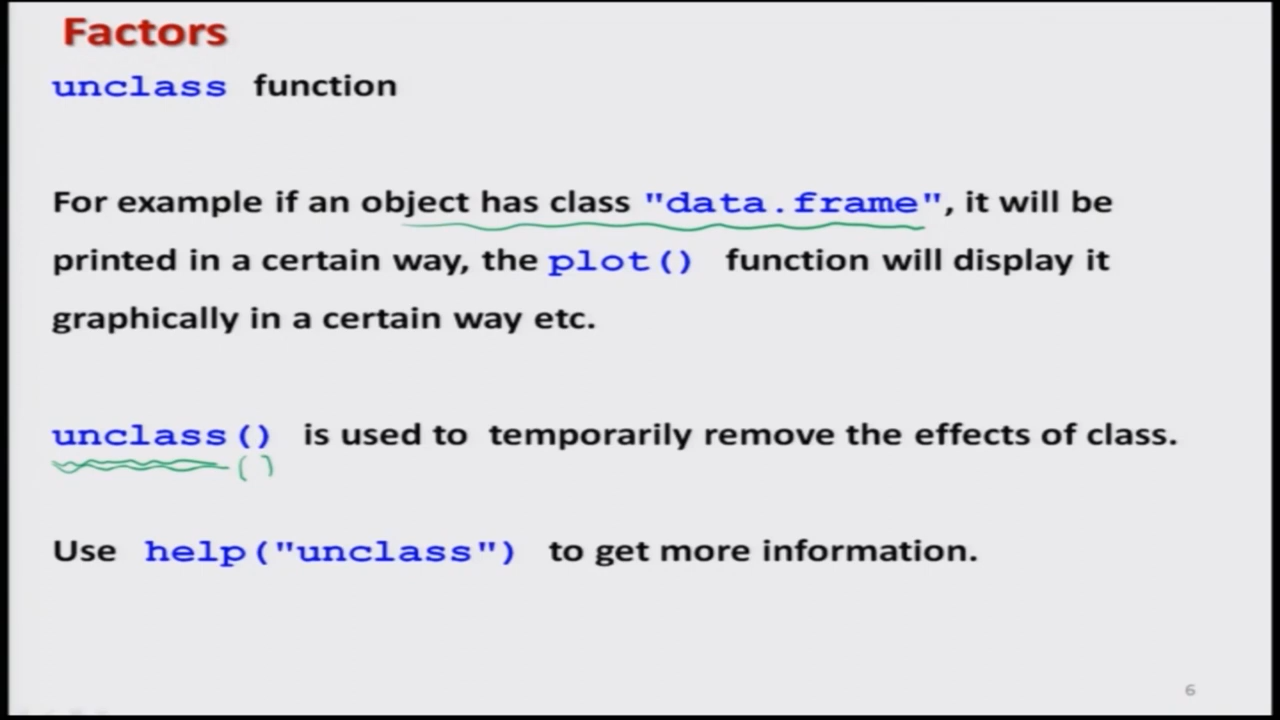 Factors
unclass function
For example if an object has class "data.frame", it will be
printed in a certain way, the plot() function will display it
graphically in a certain way etc.
unclass() is used to temporarily remove the effects of class.
()
Use help("unclass") to get more information.
6